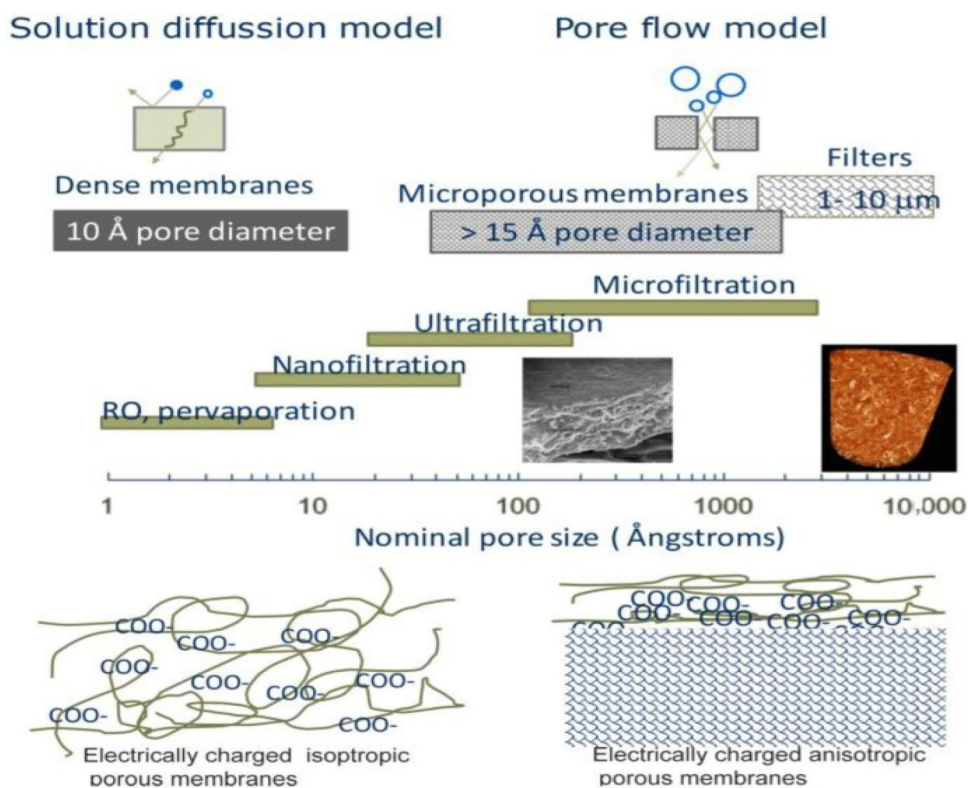 Solution diffussion model
Pore flow model
Filters
1- 10 µm
Dense membranes
10 Å pore diameter
Microporous membranes
> 15 Å pore diameter
Microfiltration
Ultrafiltration
Nanofiltration
RO, pervaporation
1 10 100 1000 10,000
Nominal pore size ( Ångstroms)
COO-
COO-
COO-
COO-
COO-
COO-
COO-
COO-
COO-
Electrically charged isoptropic
porous membranes
COO-
COO-
COO-
COO-
COO-
COO-
Electrically charged anisotropic
porous membranes